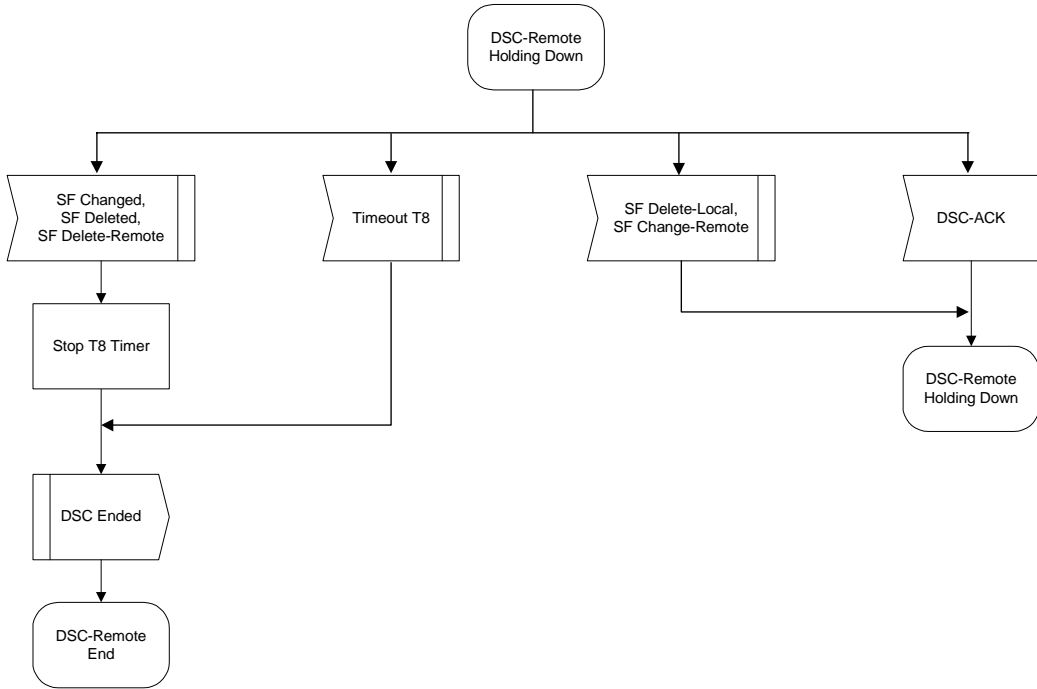 DSC-Remote
Holding Down
SF Changed,
SF Deleted,
SF Delete-Remote
Timeout T8
SF Delete-Local,
SF Change-Remote
DSC-ACK
Stop T8 Timer
DSC-Remote
Holding Down
DSC Ended
DSC-Remote
End